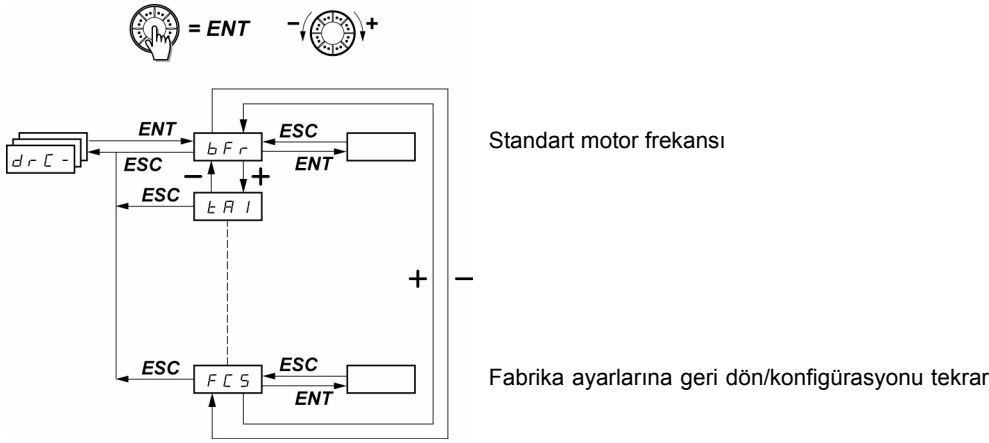 = ENT
- +
ENT
ESC
Standart motor frekansı
drC -
bFr
ESC
ENT
- +
ESC
tAI
+ -
ESC
ESC
FCS
Fabrika ayarlarına geri dön/konfigürasyonu tekrar
ENT